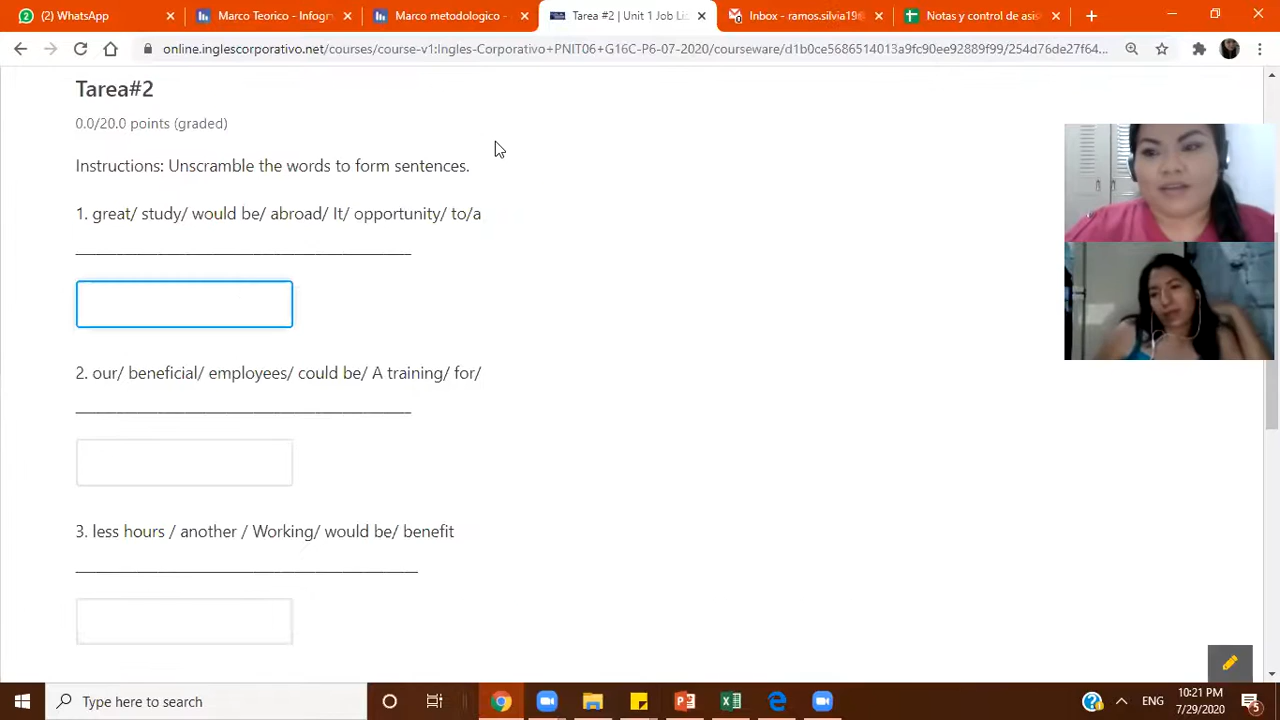 2
(2) WhatsApp
Marco Teorico - Infogr
Marco metodologico -
Tarea #2 | Unit 1 Job Li
Inbox - ramos.silvia198
Notas y control de asis
online.inglescorporativo.net/courses/course-v1:Ingles-Corporativo+PNIT06+G16C-P6-07-2020/courseware/d1b0ce5686514013a9fc90ee92889f99/254d76de27f64...
Tarea#2
0.0/20.0 points (graded)
Instructions: Unscramble the words to form sentences.
1. great/ study/ would be/ abroad/ It/ opportunity/ to/a
2. our/ beneficial/ employees/ could be/ A training/ for/
3. less hours / another / Working/ would be/ benefit
Type here to search
ENG
10:21 PM
7/29/2020
5